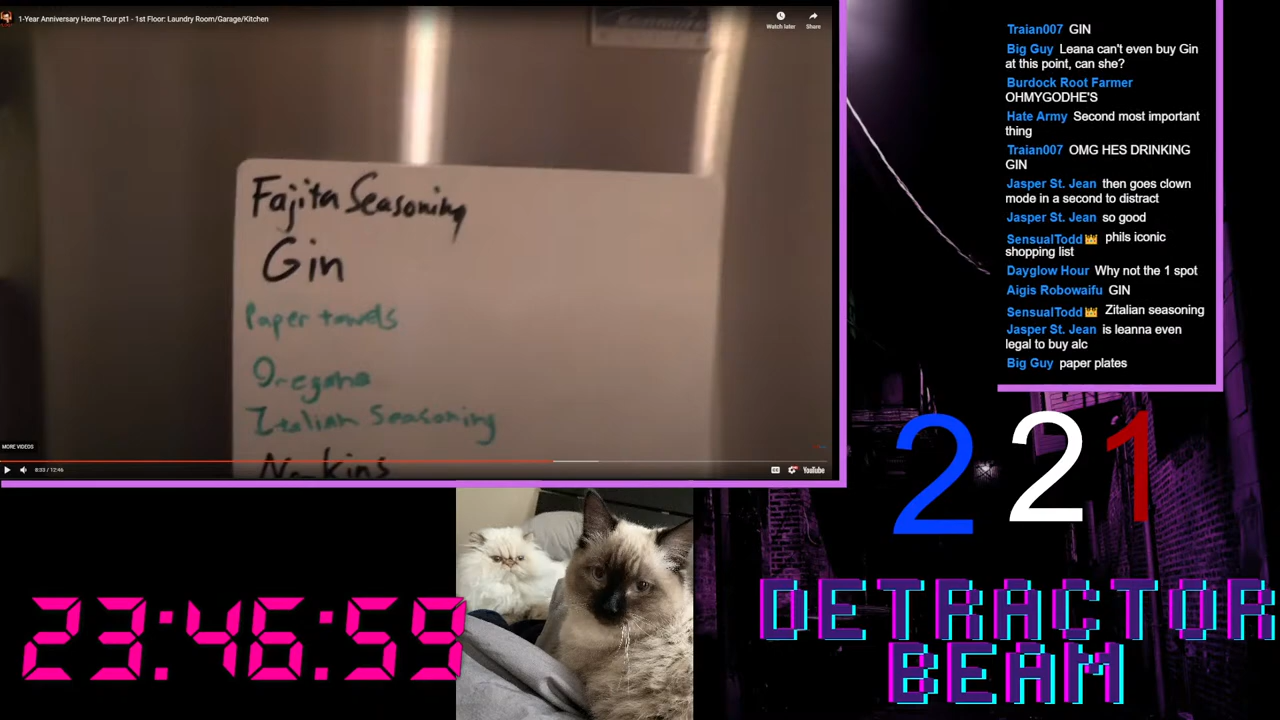 1-Year Anniversary Home Tour pt1 - 1st Floor: Laundry Room/Garage/Kitchen
Watch later
Share
Fajita Seasoning
Gin
Paper towels
Oregano
Italian Seasoning
MORE VIDEOS
8:33 / 12:46
CC
YouTube
Traian007 GIN
Big Guy Leana can't even buy Gin
at this point, can she?
Burdock Root Farmer
OHMYGODHE'S
Hate Army Second most important
thing
Traian007 OMG HES DRINKING
GIN
Jasper St. Jean then goes clown
mode in a second to distract
Jasper St. Jean so good
SensualTodd phils iconic
shopping list
Dayglow Hour Why not the 1 spot
Aigis Robowaifu GIN
SensualTodd Zitalian seasoning
Jasper St. Jean is leanna even
legal to buy alc
Big Guy paper plates
221
23:46:59
DETRACTOR
BEAM